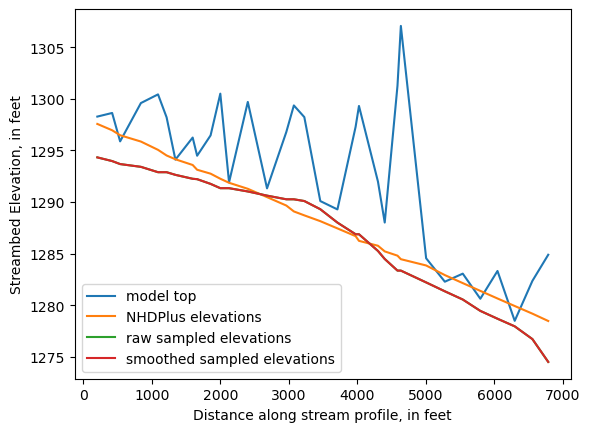 1305
1300
1295
1290
1285
1280
1275
Streambed Elevation, in feet
model top
NHDPlus elevations
raw sampled elevations
smoothed sampled elevations
0 1000 2000 3000 4000 5000 6000 7000
Distance along stream profile, in feet